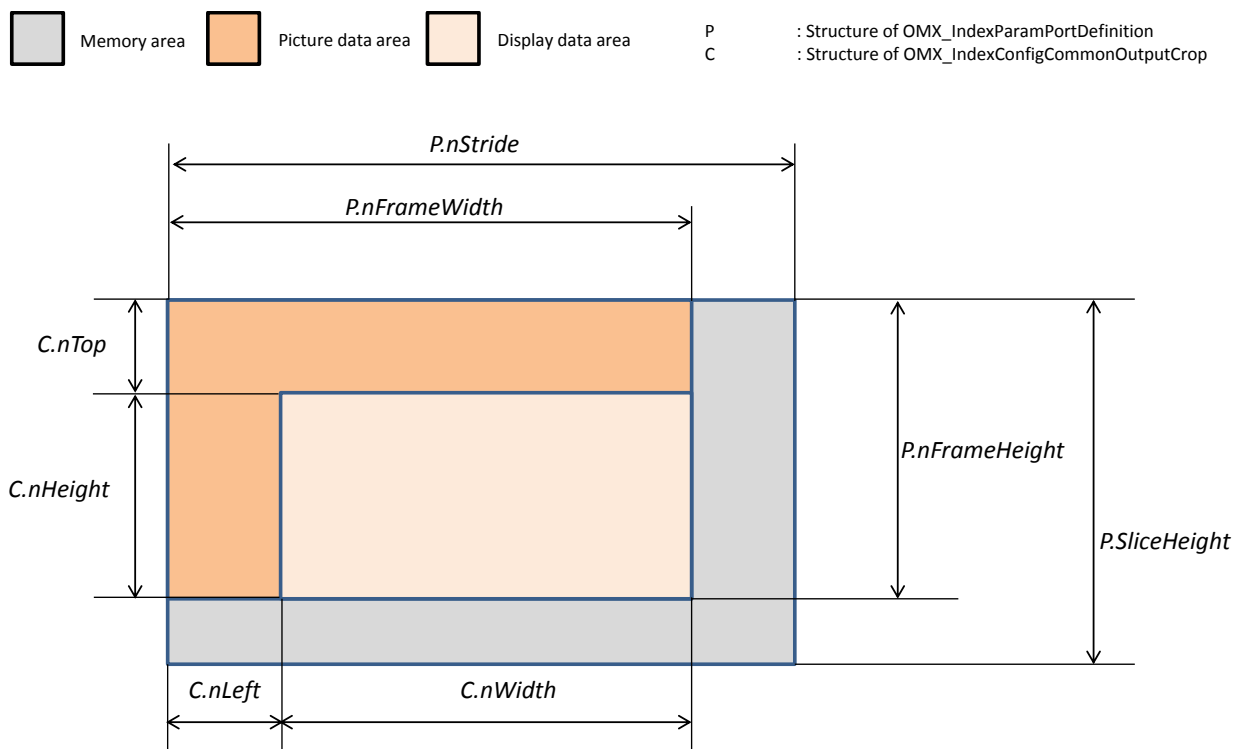 Memory area
Picture data area
Display data area
P : Structure of OMX_IndexParamPortDefinition
C : Structure of OMX_IndexConfigCommonOutputCrop
P.nStride
P.nFrameWidth
C.nTop
C.nHeight
P.nFrameHeight
P.SliceHeight
C.nLeft
C.nWidth